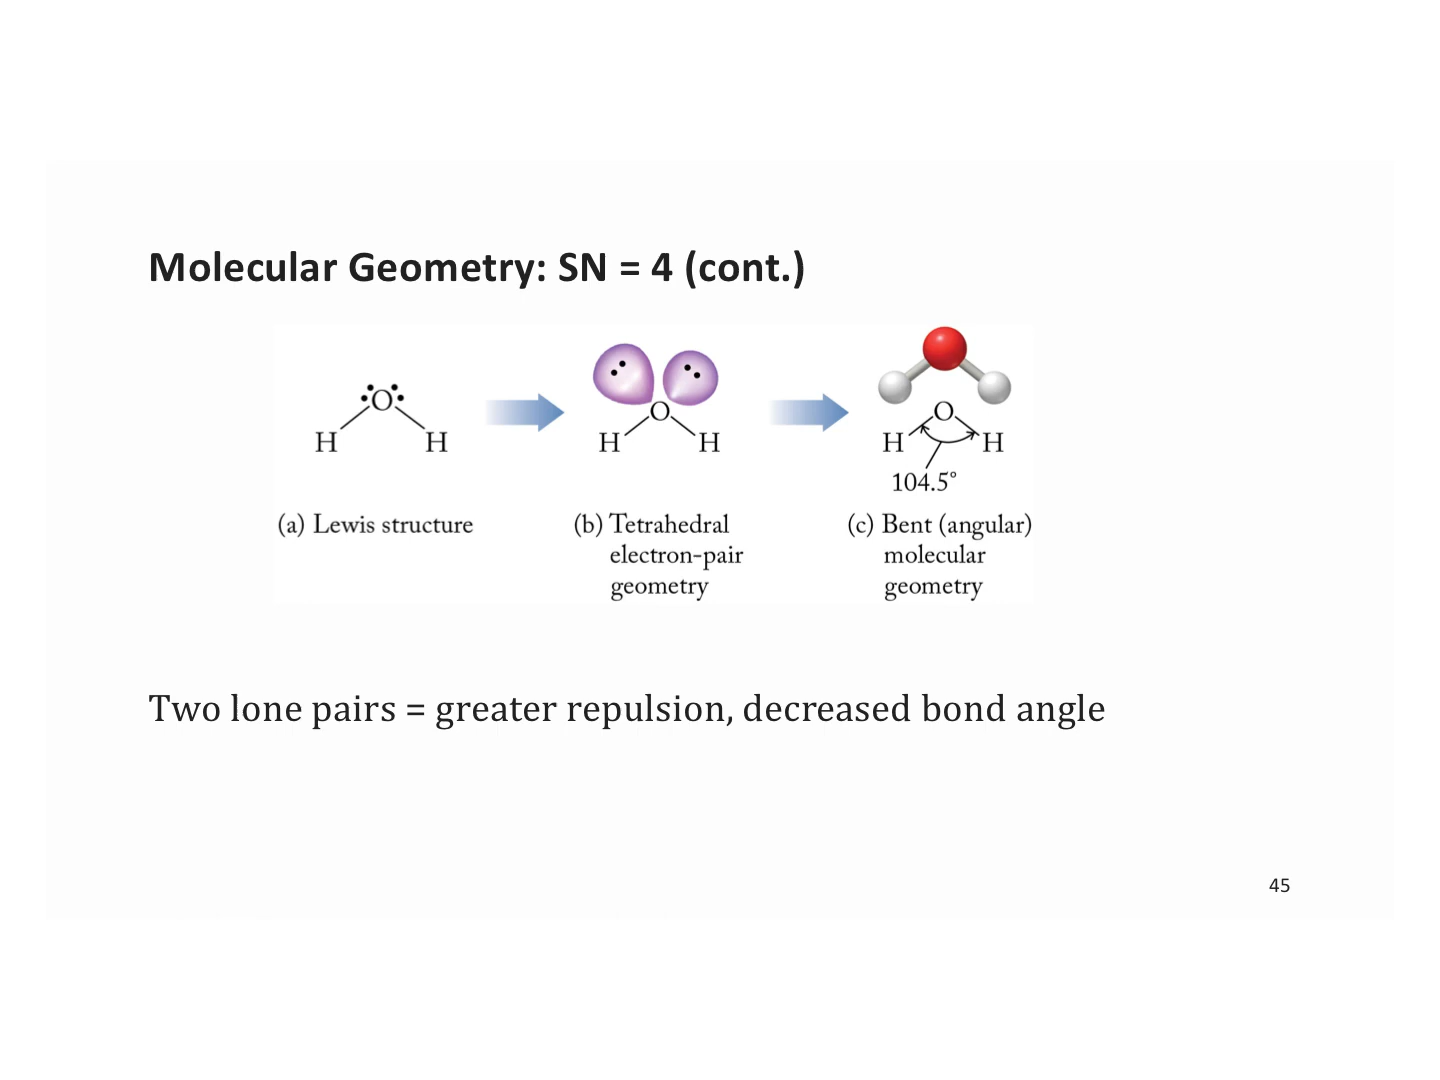 Molecular Geometry: SN = 4 (cont.)
O
H H
O
H H
O
H H
104.5°
(a) Lewis structure
(b) Tetrahedral
electron-pair
geometry
(c) Bent (angular)
molecular
geometry
Two lone pairs = greater repulsion, decreased bond angle
45